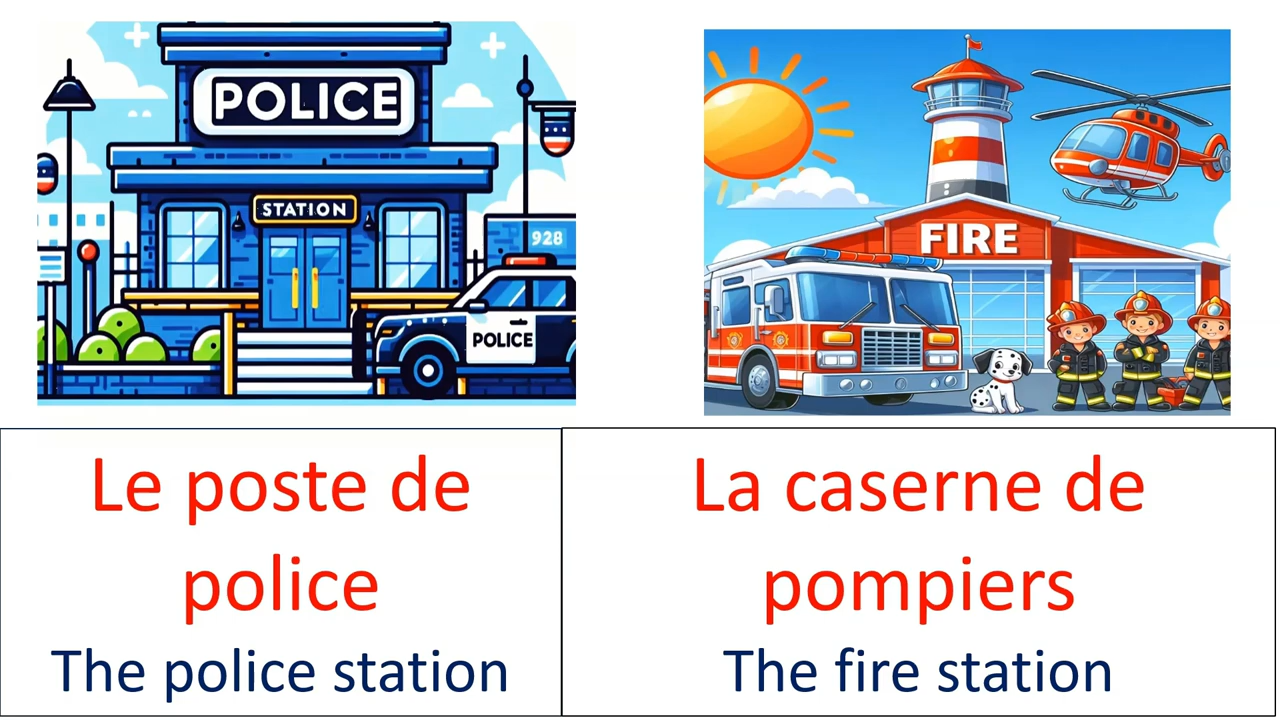 POLICE
STATION
928
POLICE
FIRE
Le poste de
police
The police station
La caserne de
pompiers
The fire station